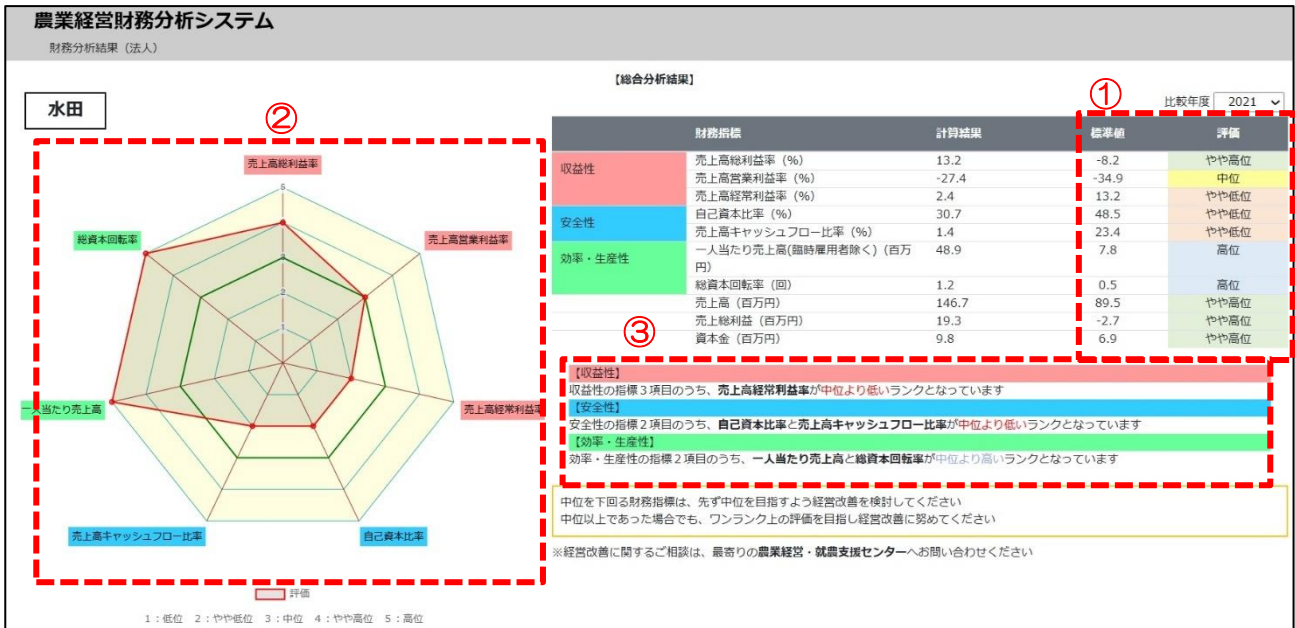 農業経営財務分析システム
財務分析結果（法人）
【総合分析結果】
水田
比較年度 2021
①
②
財務指標 計算結果 標準値 評価
収益性 売上高総利益率（%） 13.2 -8.2 やや高位
売上高営業利益率（%） -27.4 -34.9 中位
売上高経常利益率（%） 2.4 13.2 やや低位
安全性 自己資本比率（%） 30.7 48.5 やや低位
売上高キャッシュフロー比率（%） 1.4 23.4 やや低位
効率・生産性 一人当たり売上高(臨時雇用者除く)（百万円） 48.9 7.8 高位
総資本回転率（回） 1.2 0.5 高位
売上高（百万円） 146.7 89.5 やや高位
売上総利益（百万円） 19.3 -2.7 やや高位
資本金（百万円） 9.8 6.9 やや高位
売上高総利益率
5
総資本回転率
売上高営業利益率
3
2
1
一人当たり売上高
売上高経常利益率
売上高キャッシュフロー比率
自己資本比率
評価
1：低位 2：やや低位 3：中位 4：やや高位 5：高位
③
【収益性】
収益性の指標３項目のうち、売上高経常利益率が中位より低いランクとなっています
【安全性】
安全性の指標２項目のうち、自己資本比率と売上高キャッシュフロー比率が中位より低いランクとなっています
【効率・生産性】
効率・生産性の指標２項目のうち、一人当たり売上高と総資本回転率が中位より高いランクとなっています
中位を下回る財務指標は、先ず中位を目指すよう経営改善を検討してください
中位以上であった場合でも、ワンランク上の評価を目指し経営改善に努めてください
※経営改善に関するご相談は、最寄りの農業経営・就農支援センターへお問い合わせください